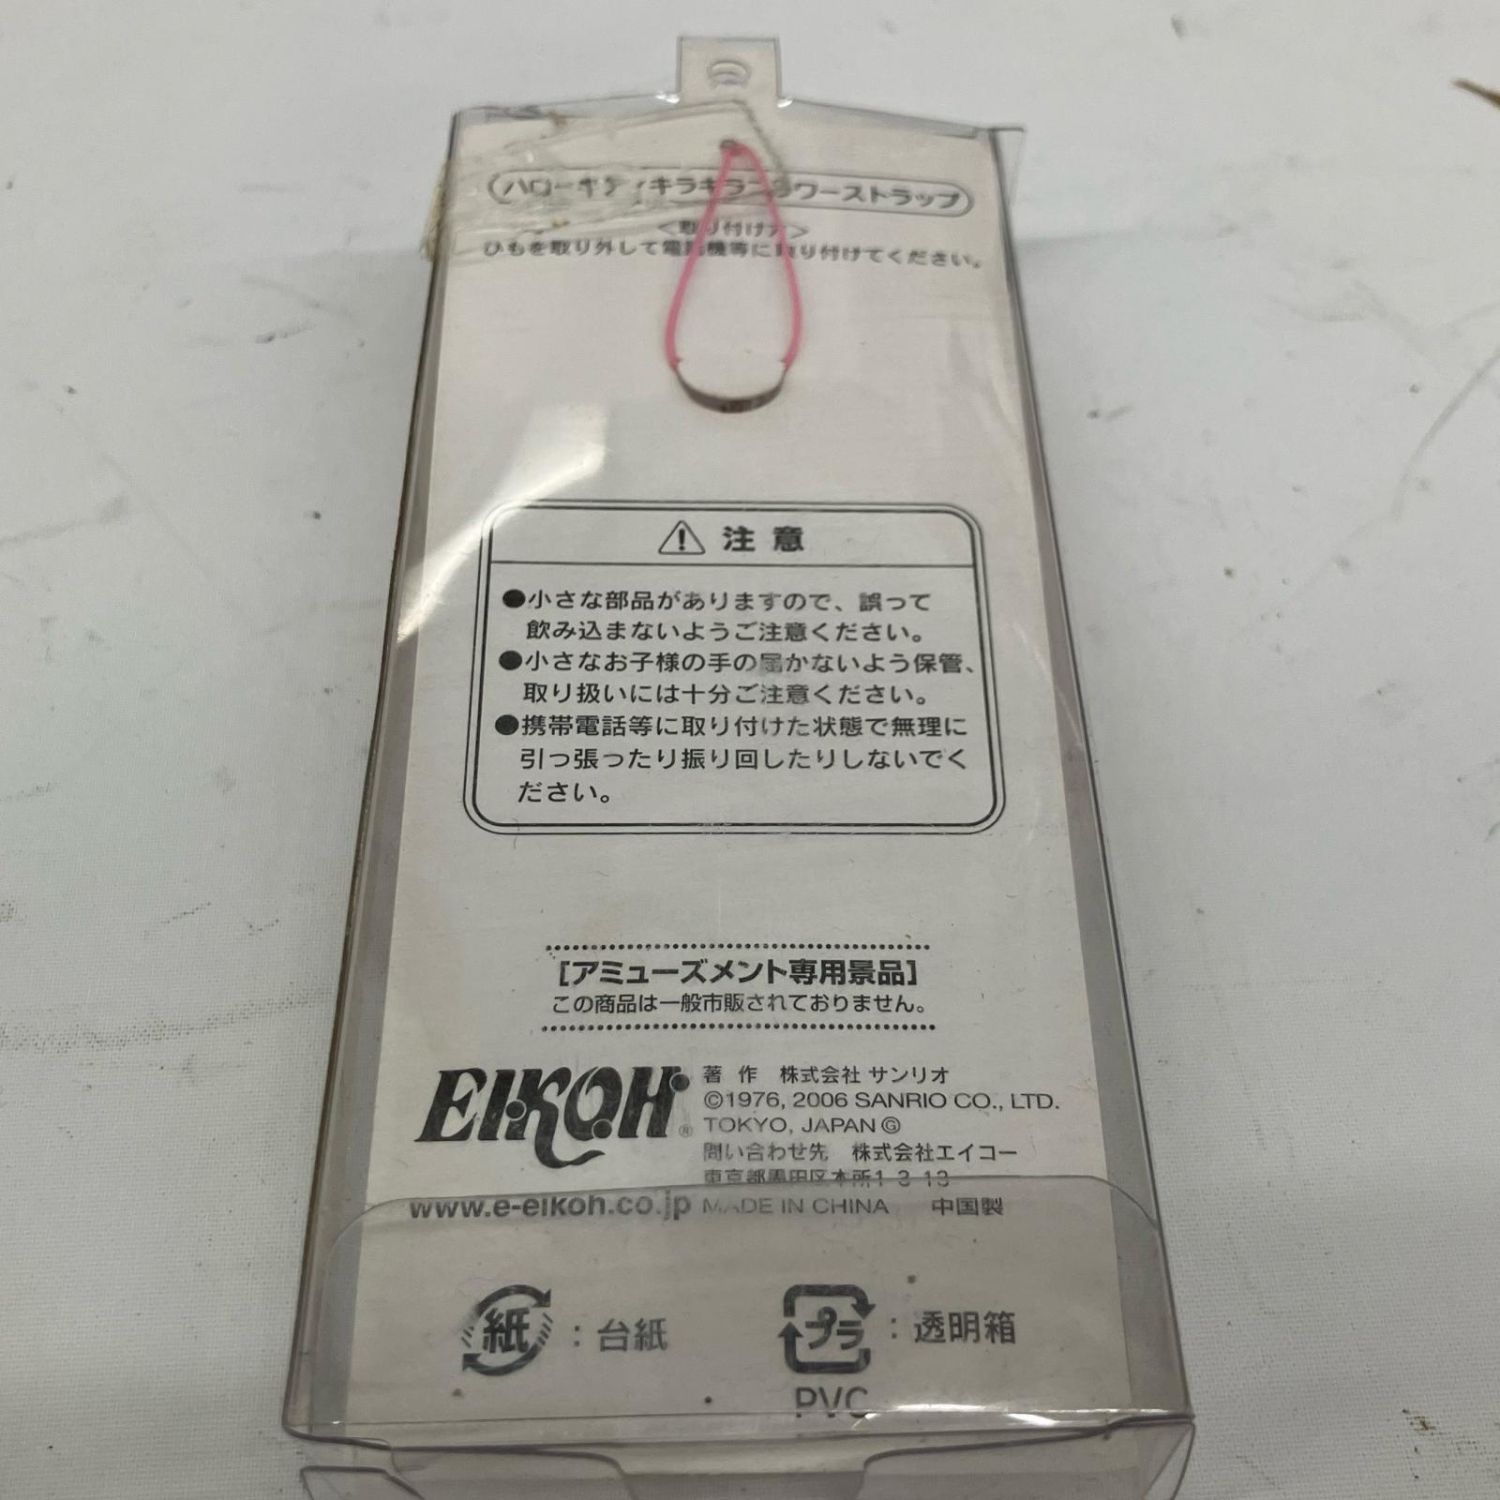 ハローキティキラキラフラワーストラップ
＜取り付け方＞
ひもを取り外して電話機等に取り付けてください。
注意
●小さな部品がありますので、誤って
飲み込まないようご注意ください。
●小さなお子様の手の届かないよう保管、
取り扱いには十分ご注意ください。
●携帯電話等に取り付けた状態で無理に
引っ張ったり振り回したりしないでく
ださい。
[アミューズメント専用景品]
この商品は一般市販されておりません。
EIKOH®
www.e-eikoh.co.jp
著作 株式会社 サンリオ
©1976, 2006 SANRIO CO., LTD.
TOKYO, JAPAN Ⓖ
問い合わせ先 株式会社エイコー
東京都墨田区本所1-3-13
MADE IN CHINA 中国製
紙：台紙
プラ：透明箱
PVC